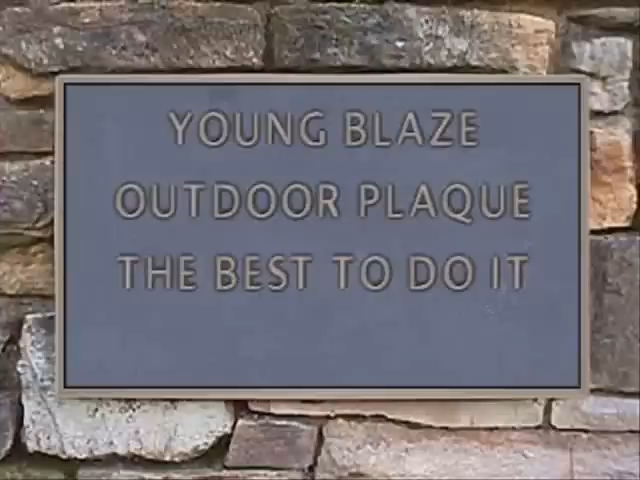 YOUNG BLAZE
OUTDOOR PLAQUE
THE BEST TO DO IT